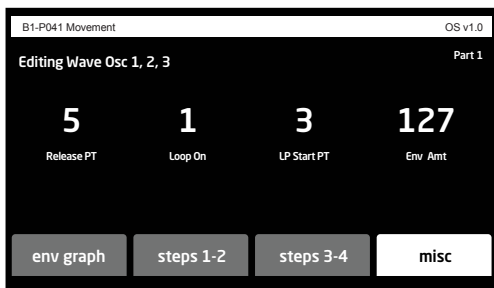 B1-P041 Movement OS v1.0
Editing Wave Osc 1, 2, 3 Part 1
5 1 3 127
Release PT Loop On LP Start PT Env Amt
env graph steps 1-2 steps 3-4 misc